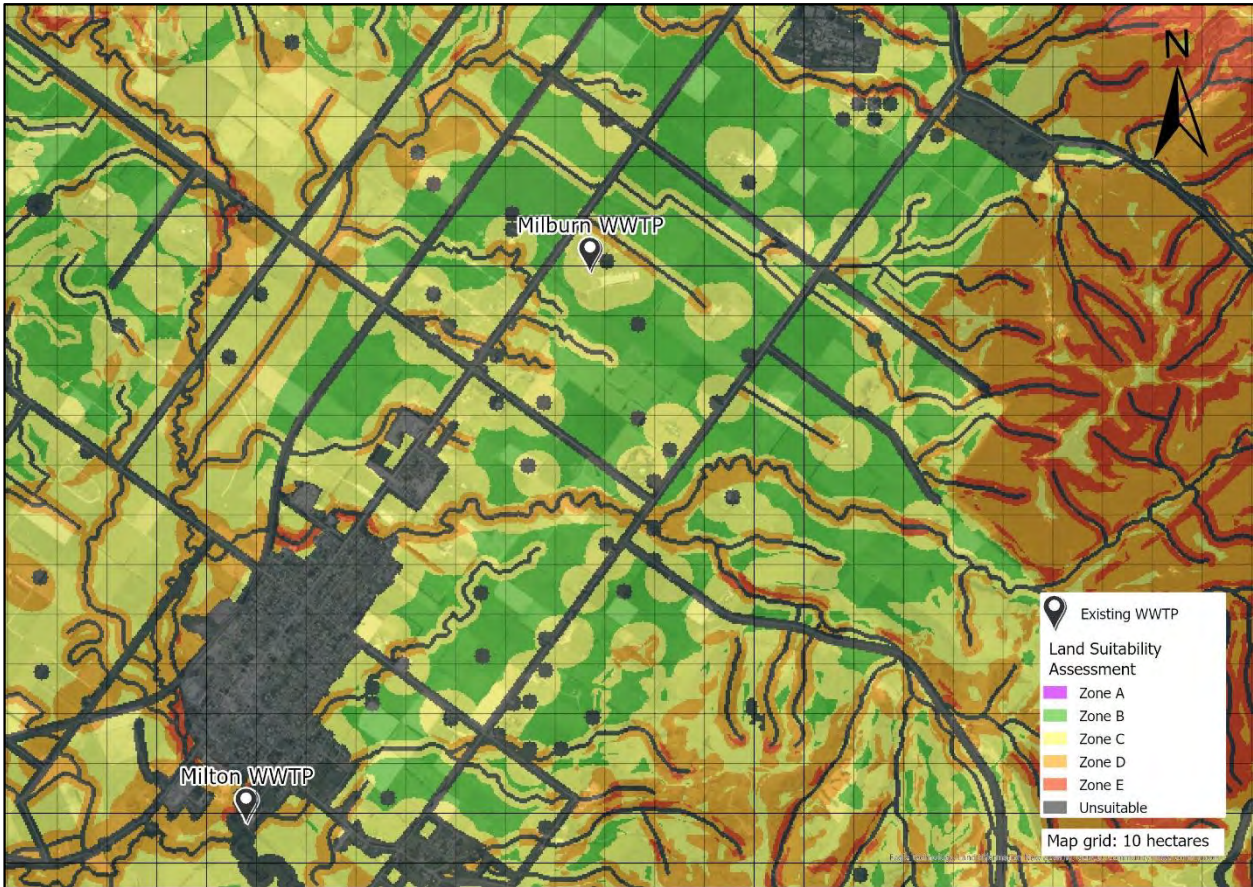 N
Milburn WWTP
Milton WWTP
Existing WWTP
Land Suitability
Assessment
Zone A
Zone B
Zone C
Zone D
Zone E
Unsuitable
Map grid: 10 hectares